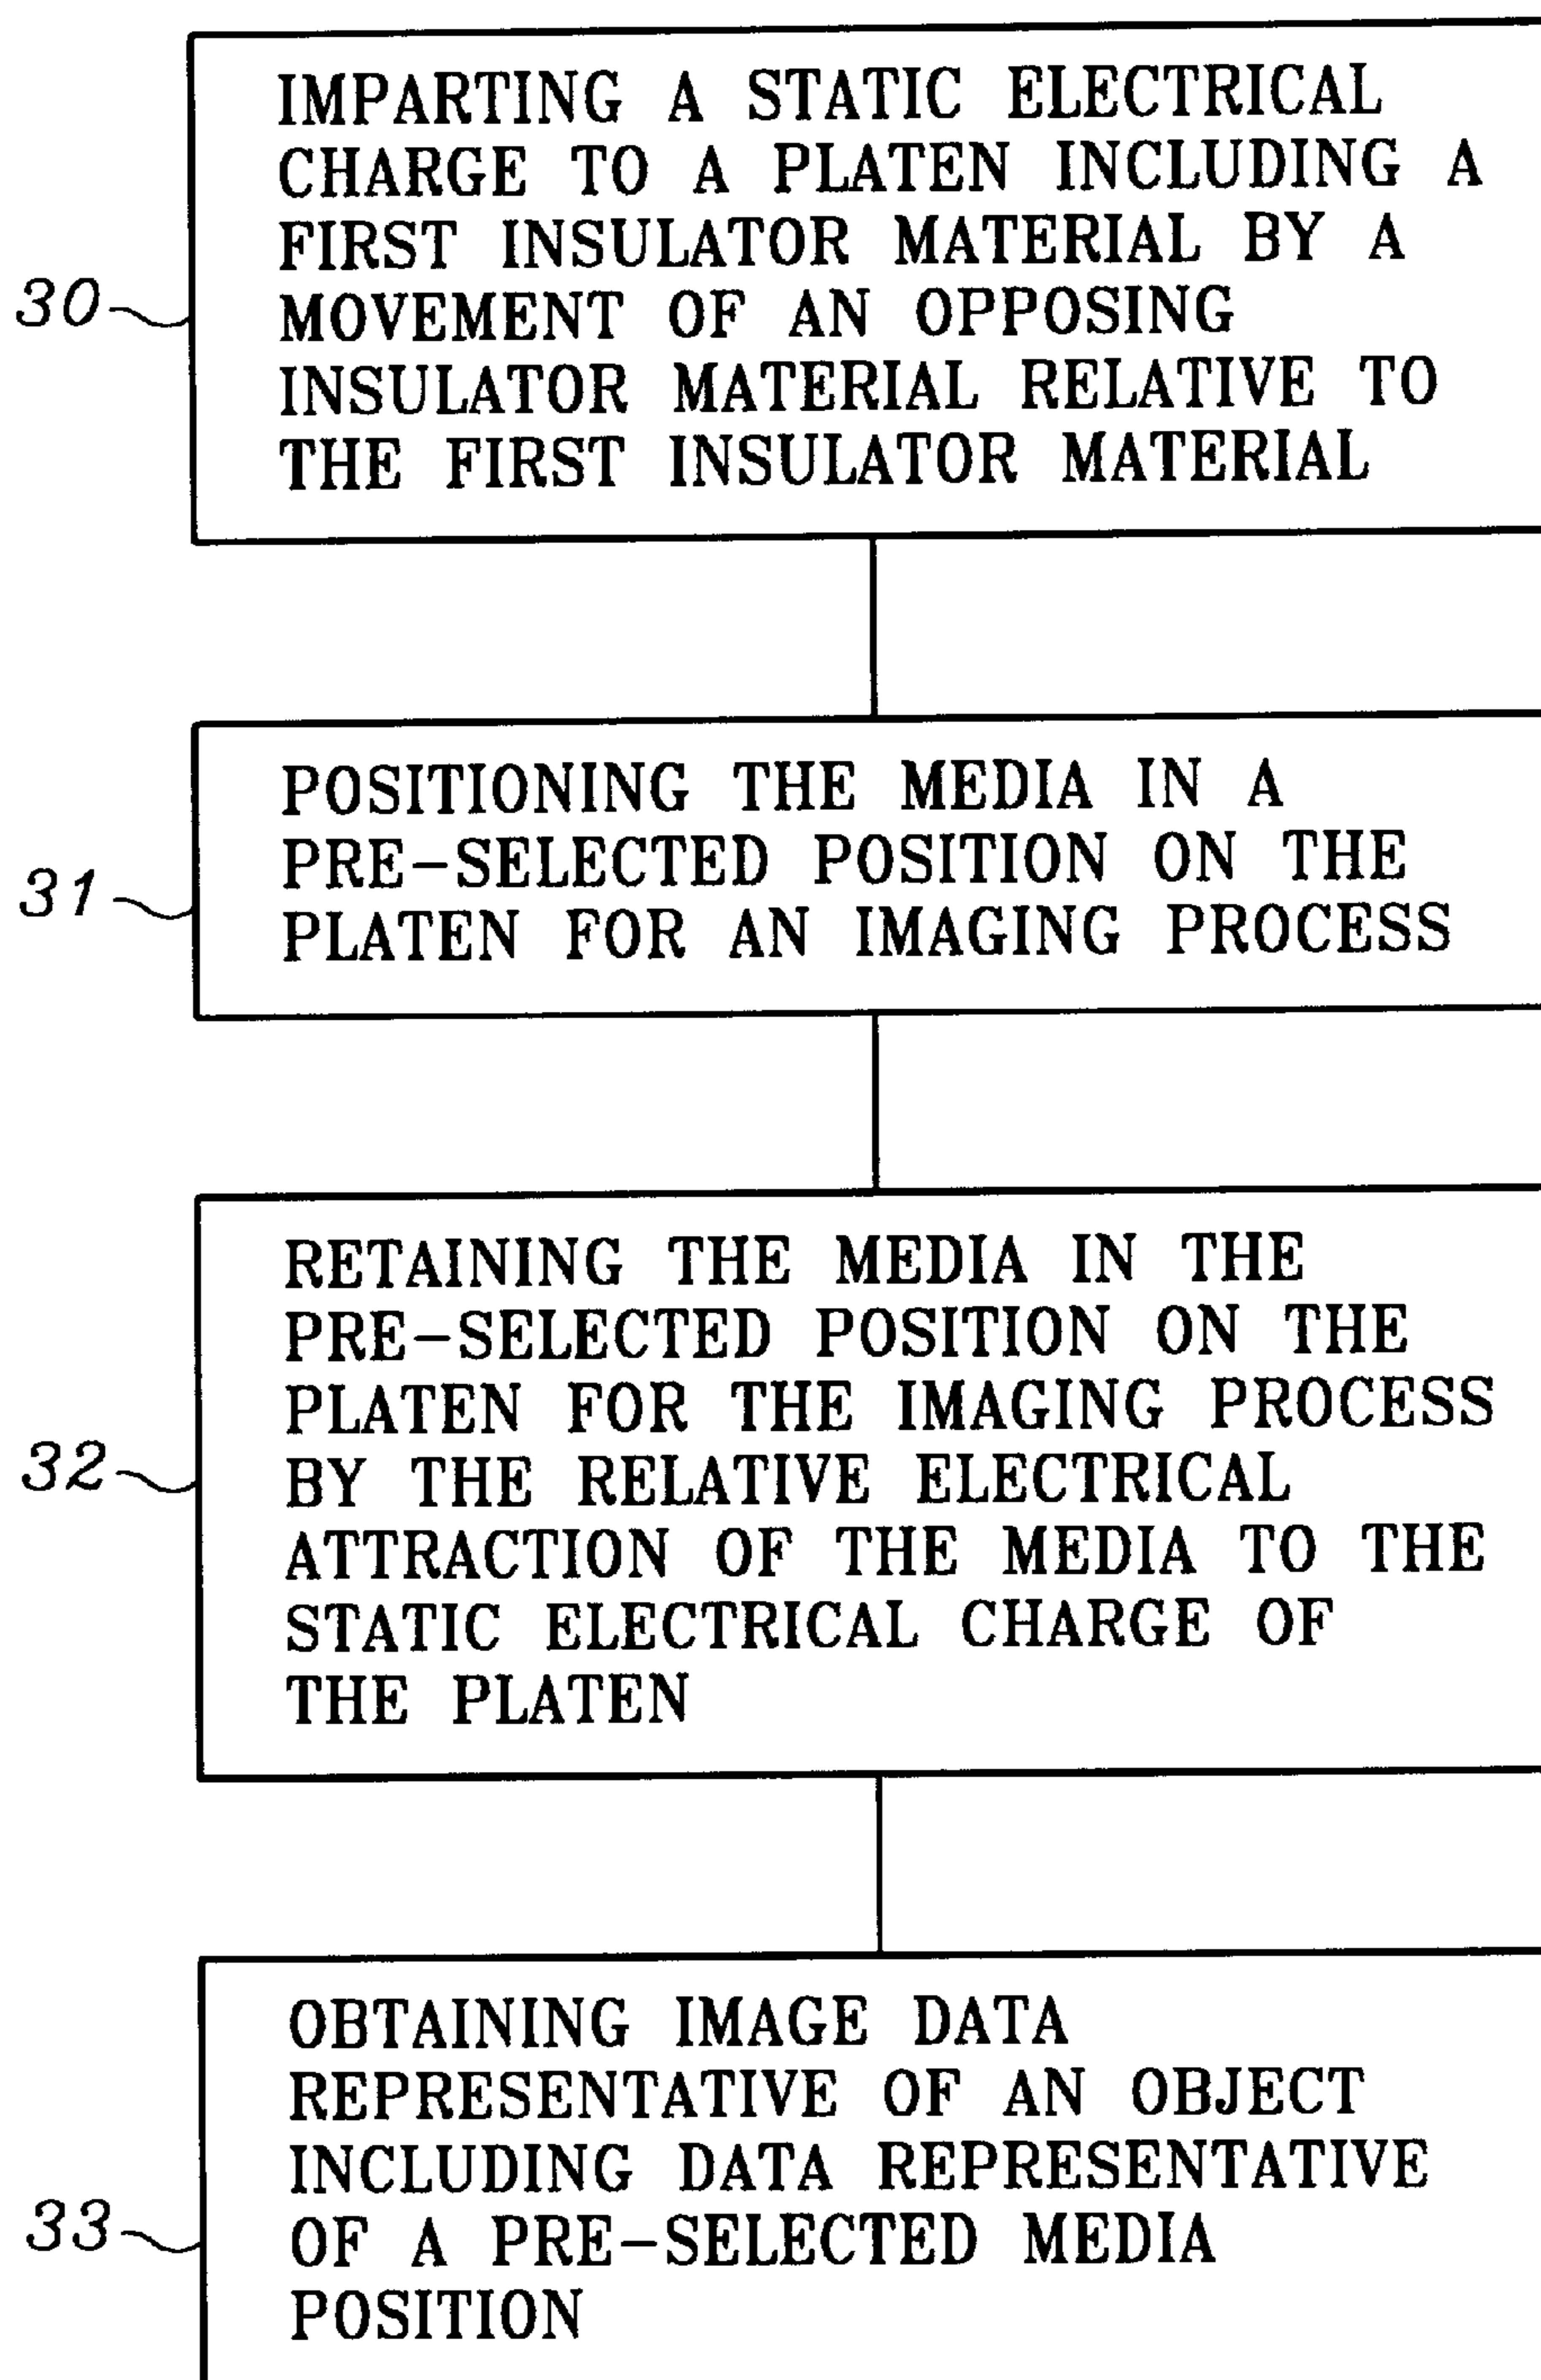 IMPARTING A STATIC ELECTRICAL
CHARGE TO A PLATEN INCLUDING A
FIRST INSULATOR MATERIAL BY A
MOVEMENT OF AN OPPOSING
INSULATOR MATERIAL RELATIVE TO
THE FIRST INSULATOR MATERIAL
30
POSITIONING THE MEDIA IN A
PRE-SELECTED POSITION ON THE
PLATEN FOR AN IMAGING PROCESS
31
RETAINING THE MEDIA IN THE
PRE-SELECTED POSITION ON THE
PLATEN FOR THE IMAGING PROCESS
BY THE RELATIVE ELECTRICAL
ATTRACTION OF THE MEDIA TO THE
STATIC ELECTRICAL CHARGE OF
THE PLATEN
32
OBTAINING IMAGE DATA
REPRESENTATIVE OF AN OBJECT
INCLUDING DATA REPRESENTATIVE
OF A PRE-SELECTED MEDIA
POSITION
33